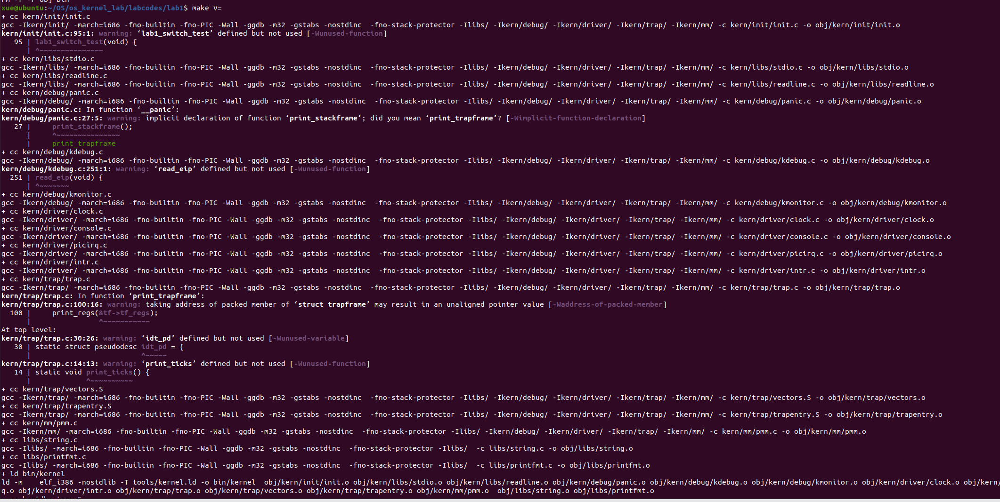 rm -f -r obj bin
xue@ubuntu:~/OS/os_kernel_lab/labcodes/lab1$ make V=
+ cc kern/init/init.c
gcc -Ikern/init/ -march=i686 -fno-builtin -fno-PIC -Wall -ggdb -m32 -gstabs -nostdinc  -fno-stack-protector -Ilibs/ -Ikern/debug/ -Ikern/driver/ -Ikern/trap/ -Ikern/mm/ -c kern/init/init.c -o obj/kern/init/init.o
kern/init/init.c:95:1: warning: ‘lab1_switch_test’ defined but not used [-Wunused-function]
   95 | lab1_switch_test(void) {
      | ^~~~~~~~~~~~~~~~
+ cc kern/libs/stdio.c
gcc -Ikern/libs/ -march=i686 -fno-builtin -fno-PIC -Wall -ggdb -m32 -gstabs -nostdinc  -fno-stack-protector -Ilibs/ -Ikern/debug/ -Ikern/driver/ -Ikern/trap/ -Ikern/mm/ -c kern/libs/stdio.c -o obj/kern/libs/stdio.o
+ cc kern/libs/readline.c
gcc -Ikern/libs/ -march=i686 -fno-builtin -fno-PIC -Wall -ggdb -m32 -gstabs -nostdinc  -fno-stack-protector -Ilibs/ -Ikern/debug/ -Ikern/driver/ -Ikern/trap/ -Ikern/mm/ -c kern/libs/readline.c -o obj/kern/libs/readline.o
+ cc kern/debug/panic.c
gcc -Ikern/debug/ -march=i686 -fno-builtin -fno-PIC -Wall -ggdb -m32 -gstabs -nostdinc  -fno-stack-protector -Ilibs/ -Ikern/debug/ -Ikern/driver/ -Ikern/trap/ -Ikern/mm/ -c kern/debug/panic.c -o obj/kern/debug/panic.o
kern/debug/panic.c: In function ‘__panic’:
kern/debug/panic.c:27:5: warning: implicit declaration of function ‘print_stackframe’; did you mean ‘print_trapframe’? [-Wimplicit-function-declaration]
   27 |     print_stackframe();
      |     ^~~~~~~~~~~~~~~~
      |     print_trapframe
+ cc kern/debug/kdebug.c
gcc -Ikern/debug/ -march=i686 -fno-builtin -fno-PIC -Wall -ggdb -m32 -gstabs -nostdinc  -fno-stack-protector -Ilibs/ -Ikern/debug/ -Ikern/driver/ -Ikern/trap/ -Ikern/mm/ -c kern/debug/kdebug.c -o obj/kern/debug/kdebug.o
kern/debug/kdebug.c:251:1: warning: ‘read_eip’ defined but not used [-Wunused-function]
  251 | read_eip(void) {
      | ^~~~~~~~
+ cc kern/debug/kmonitor.c
gcc -Ikern/debug/ -march=i686 -fno-builtin -fno-PIC -Wall -ggdb -m32 -gstabs -nostdinc  -fno-stack-protector -Ilibs/ -Ikern/debug/ -Ikern/driver/ -Ikern/trap/ -Ikern/mm/ -c kern/debug/kmonitor.c -o obj/kern/debug/kmonitor.o
+ cc kern/driver/clock.c
gcc -Ikern/driver/ -march=i686 -fno-builtin -fno-PIC -Wall -ggdb -m32 -gstabs -nostdinc  -fno-stack-protector -Ilibs/ -Ikern/debug/ -Ikern/driver/ -Ikern/trap/ -Ikern/mm/ -c kern/driver/clock.c -o obj/kern/driver/clock.o
+ cc kern/driver/console.c
gcc -Ikern/driver/ -march=i686 -fno-builtin -fno-PIC -Wall -ggdb -m32 -gstabs -nostdinc  -fno-stack-protector -Ilibs/ -Ikern/debug/ -Ikern/driver/ -Ikern/trap/ -Ikern/mm/ -c kern/driver/console.c -o obj/kern/driver/console.o
+ cc kern/driver/picirq.c
gcc -Ikern/driver/ -march=i686 -fno-builtin -fno-PIC -Wall -ggdb -m32 -gstabs -nostdinc  -fno-stack-protector -Ilibs/ -Ikern/debug/ -Ikern/driver/ -Ikern/trap/ -Ikern/mm/ -c kern/driver/picirq.c -o obj/kern/driver/picirq.o
+ cc kern/driver/intr.c
gcc -Ikern/driver/ -march=i686 -fno-builtin -fno-PIC -Wall -ggdb -m32 -gstabs -nostdinc  -fno-stack-protector -Ilibs/ -Ikern/debug/ -Ikern/driver/ -Ikern/trap/ -Ikern/mm/ -c kern/driver/intr.c -o obj/kern/driver/intr.o
+ cc kern/trap/trap.c
gcc -Ikern/trap/ -march=i686 -fno-builtin -fno-PIC -Wall -ggdb -m32 -gstabs -nostdinc  -fno-stack-protector -Ilibs/ -Ikern/debug/ -Ikern/driver/ -Ikern/trap/ -Ikern/mm/ -c kern/trap/trap.c -o obj/kern/trap/trap.o
kern/trap/trap.c: In function ‘print_trapframe’:
kern/trap/trap.c:100:16: warning: taking address of packed member of ‘struct trapframe’ may result in an unaligned pointer value [-Waddress-of-packed-member]
  100 |     print_regs(&tf->tf_regs);
      |                ^~~~~~~~~~~~
At top level:
kern/trap/trap.c:30:26: warning: ‘idt_pd’ defined but not used [-Wunused-variable]
   30 | static struct pseudodesc idt_pd = {
      |                          ^~~~~~
kern/trap/trap.c:14:13: warning: ‘print_ticks’ defined but not used [-Wunused-function]
   14 | static void print_ticks() {
      |             ^~~~~~~~~~~
+ cc kern/trap/vectors.S
gcc -Ikern/trap/ -march=i686 -fno-builtin -fno-PIC -Wall -ggdb -m32 -gstabs -nostdinc  -fno-stack-protector -Ilibs/ -Ikern/debug/ -Ikern/driver/ -Ikern/trap/ -Ikern/mm/ -c kern/trap/vectors.S -o obj/kern/trap/vectors.o
+ cc kern/trap/trapentry.S
gcc -Ikern/trap/ -march=i686 -fno-builtin -fno-PIC -Wall -ggdb -m32 -gstabs -nostdinc  -fno-stack-protector -Ilibs/ -Ikern/debug/ -Ikern/driver/ -Ikern/trap/ -Ikern/mm/ -c kern/trap/trapentry.S -o obj/kern/trap/trapentry.o
+ cc kern/mm/pmm.c
gcc -Ikern/mm/ -march=i686 -fno-builtin -fno-PIC -Wall -ggdb -m32 -gstabs -nostdinc  -fno-stack-protector -Ilibs/ -Ikern/debug/ -Ikern/driver/ -Ikern/trap/ -Ikern/mm/ -c kern/mm/pmm.c -o obj/kern/mm/pmm.o
+ cc libs/string.c
gcc -Ilibs/ -march=i686 -fno-builtin -fno-PIC -Wall -ggdb -m32 -gstabs -nostdinc  -fno-stack-protector -Ilibs/  -c libs/string.c -o obj/libs/string.o
+ cc libs/printfmt.c
gcc -Ilibs/ -march=i686 -fno-builtin -fno-PIC -Wall -ggdb -m32 -gstabs -nostdinc  -fno-stack-protector -Ilibs/  -c libs/printfmt.c -o obj/libs/printfmt.o
+ ld bin/kernel
ld -m    elf_i386 -nostdlib -T tools/kernel.ld -o bin/kernel  obj/kern/init/init.o obj/kern/libs/stdio.o obj/kern/libs/readline.o obj/kern/debug/panic.o obj/kern/debug/kdebug.o obj/kern/debug/kmonitor.o obj/kern/driver/clock.o obj/kern/
q.o obj/kern/driver/intr.o obj/kern/trap/trap.o obj/kern/trap/vectors.o obj/kern/trap/trapentry.o obj/kern/mm/pmm.o  obj/libs/string.o obj/libs/printfmt.o
+ cc boot/bootasm.S